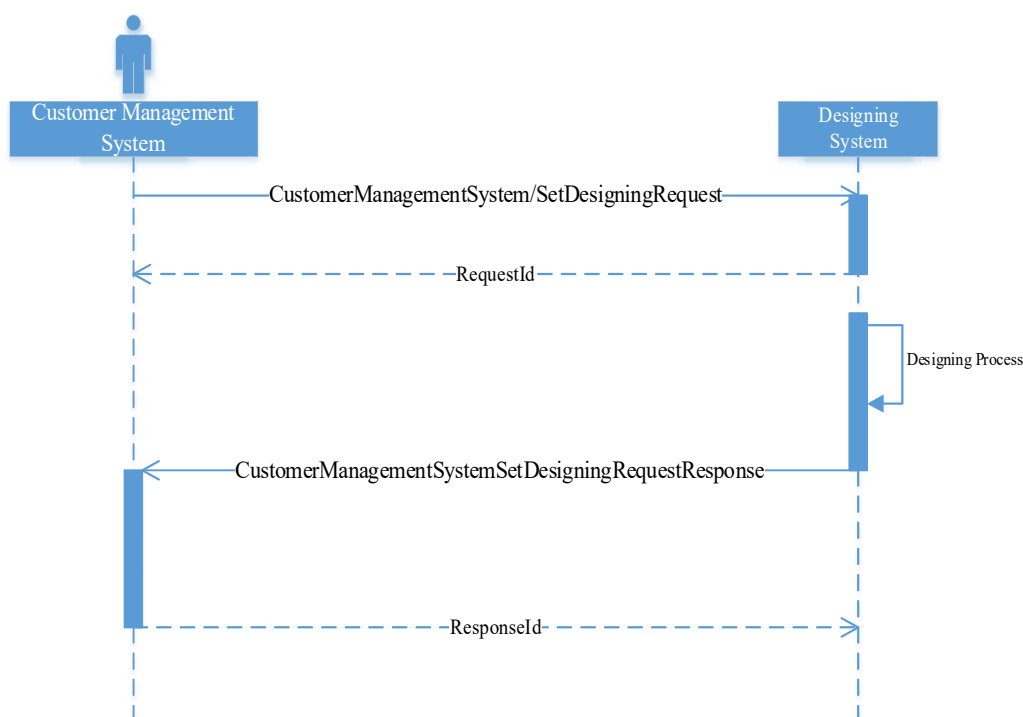 Customer Management
System
Designing
System
CustomerManagementSystem/SetDesigningRequest
RequestId
Designing Process
CustomerManagementSystemSetDesigningRequestResponse
ResponseId